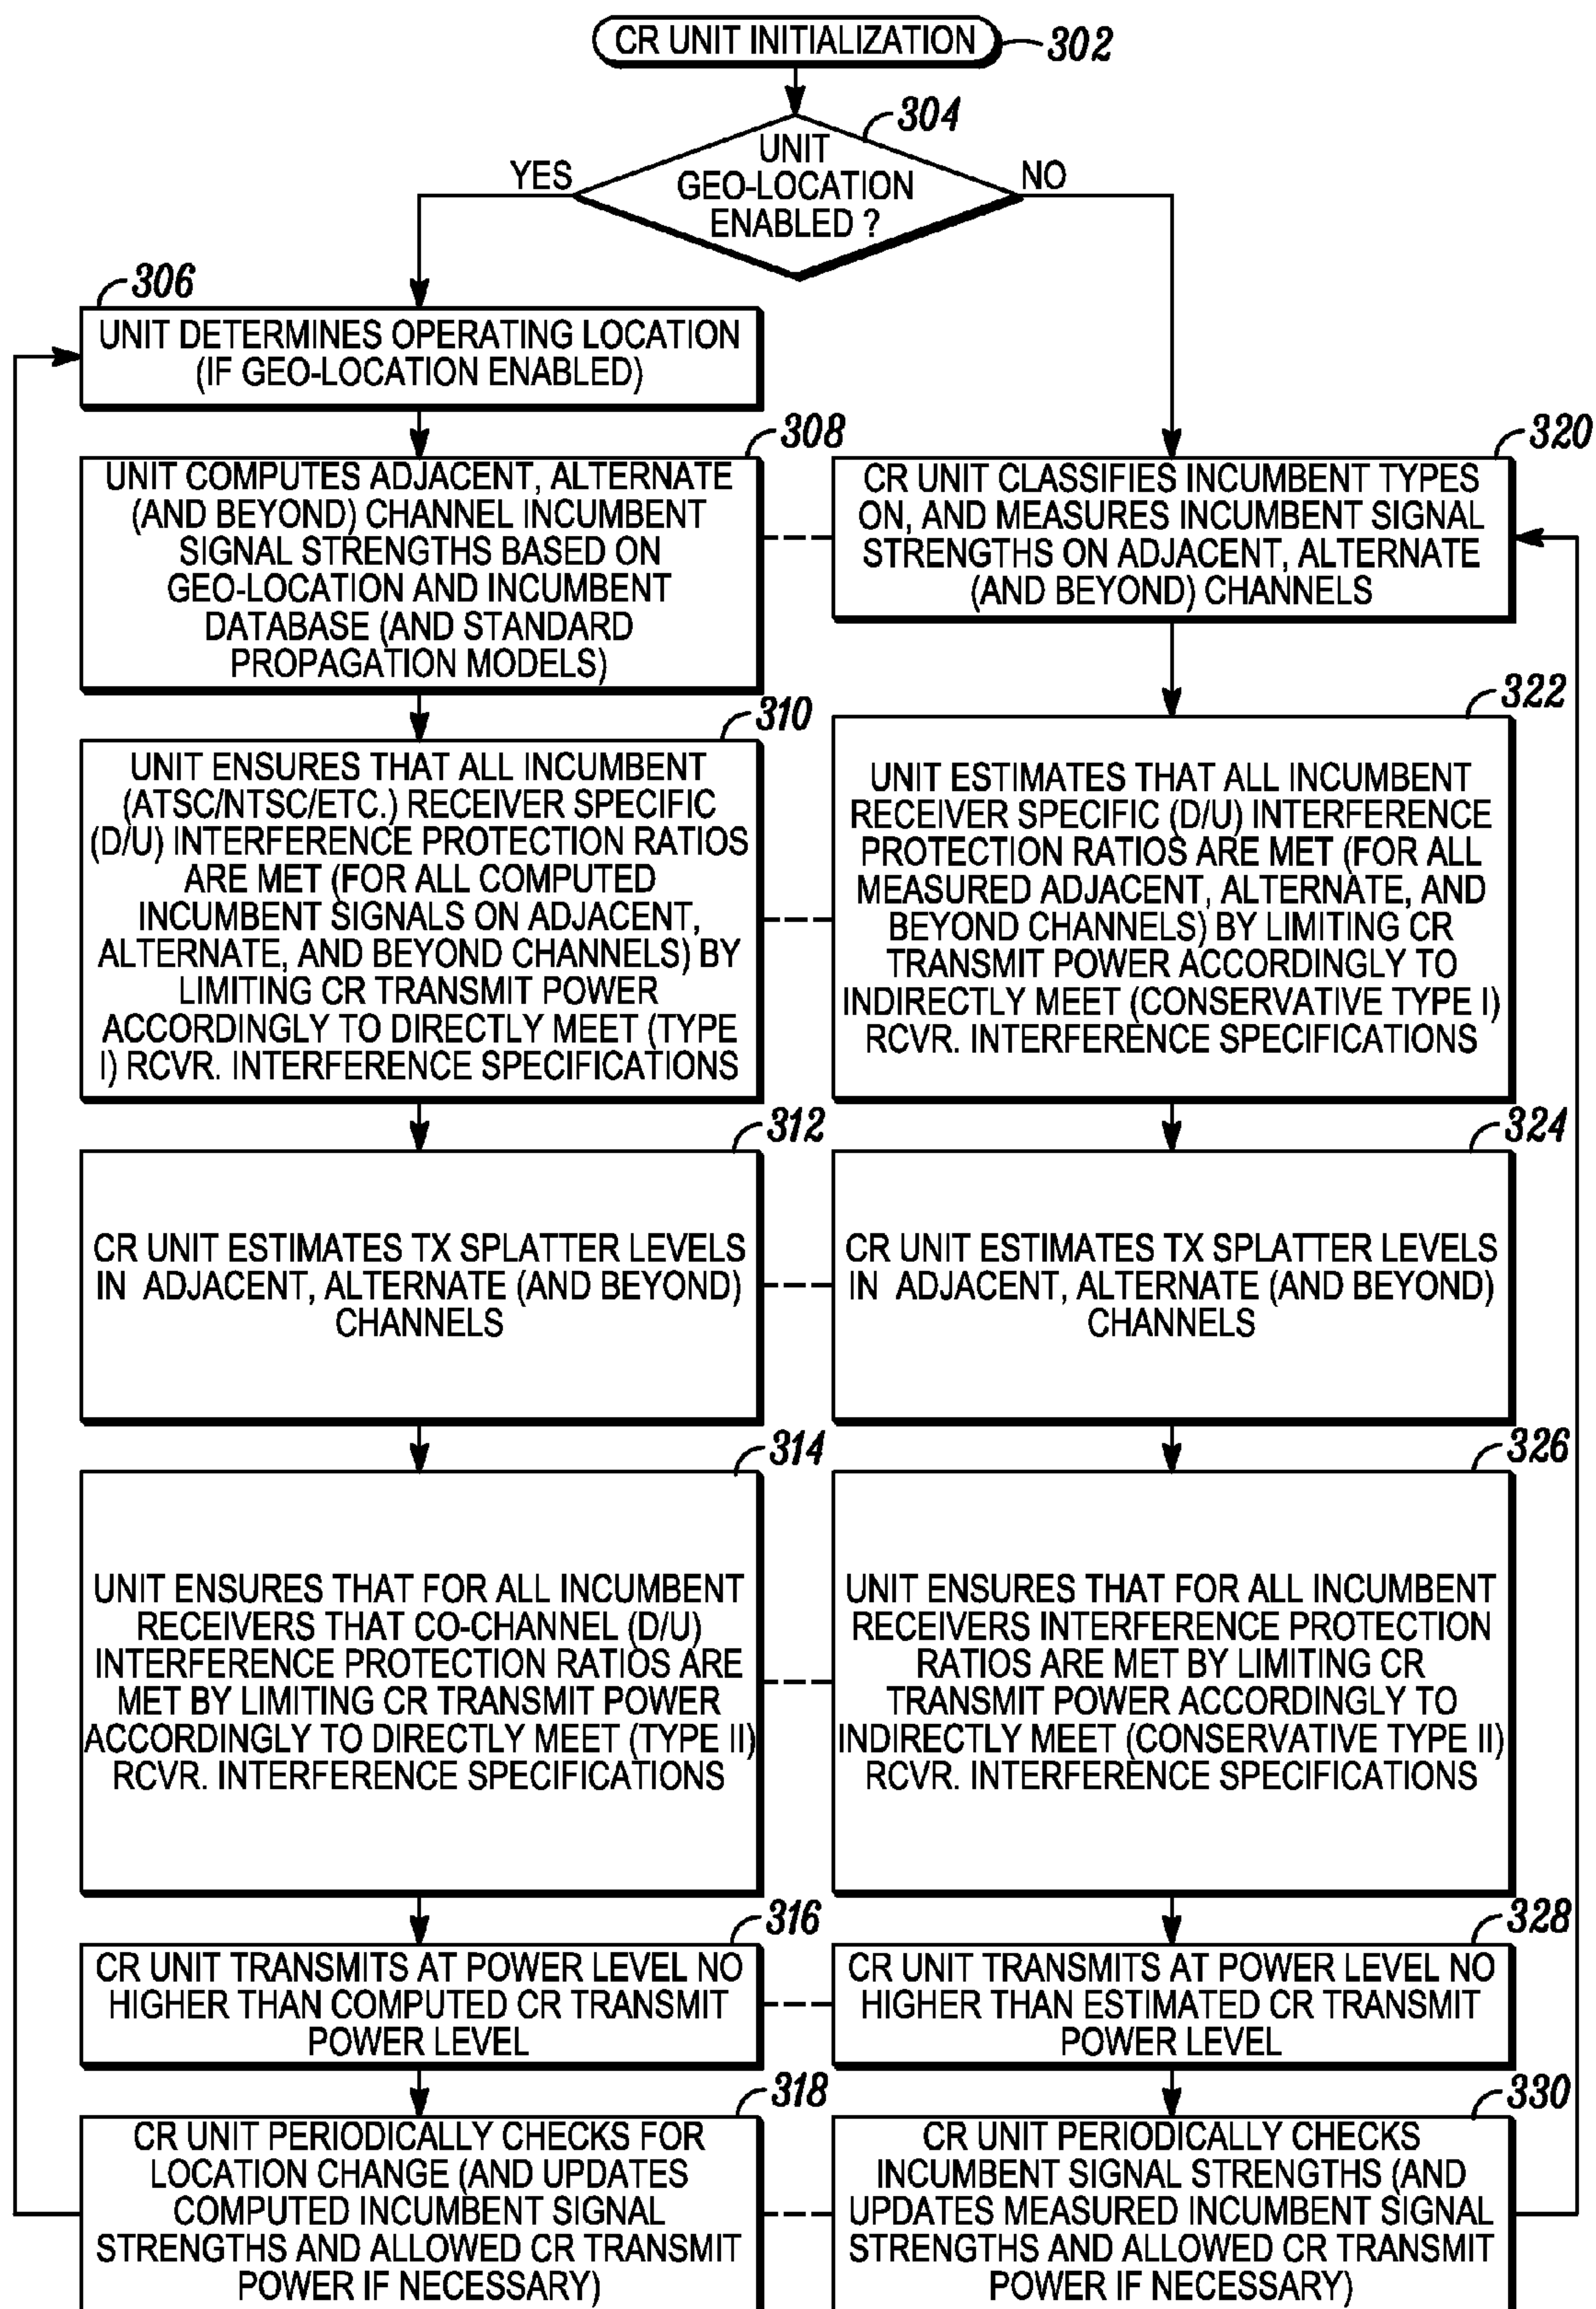 CR UNIT INITIALIZATION
302
304
UNIT
GEO-LOCATION
ENABLED ?
YES
NO
306
UNIT DETERMINES OPERATING LOCATION
(IF GEO-LOCATION ENABLED)
308
UNIT COMPUTES ADJACENT, ALTERNATE
(AND BEYOND) CHANNEL INCUMBENT
SIGNAL STRENGTHS BASED ON
GEO-LOCATION AND INCUMBENT
DATABASE (AND STANDARD
PROPAGATION MODELS)
310
UNIT ENSURES THAT ALL INCUMBENT
(ATSC/NTSC/ETC.) RECEIVER SPECIFIC
(D/U) INTERFERENCE PROTECTION RATIOS
ARE MET (FOR ALL COMPUTED
INCUMBENT SIGNALS ON ADJACENT,
ALTERNATE, AND BEYOND CHANNELS) BY
LIMITING CR TRANSMIT POWER
ACCORDINGLY TO DIRECTLY MEET (TYPE
I) RCVR. INTERFERENCE SPECIFICATIONS
312
CR UNIT ESTIMATES TX SPLATTER LEVELS
IN ADJACENT, ALTERNATE (AND BEYOND)
CHANNELS
314
UNIT ENSURES THAT FOR ALL INCUMBENT
RECEIVERS THAT CO-CHANNEL (D/U)
INTERFERENCE PROTECTION RATIOS ARE
MET BY LIMITING CR TRANSMIT POWER
ACCORDINGLY TO DIRECTLY MEET (TYPE II)
RCVR. INTERFERENCE SPECIFICATIONS
316
CR UNIT TRANSMITS AT POWER LEVEL NO
HIGHER THAN COMPUTED CR TRANSMIT
POWER LEVEL
318
CR UNIT PERIODICALLY CHECKS FOR
LOCATION CHANGE (AND UPDATES
COMPUTED INCUMBENT SIGNAL
STRENGTHS AND ALLOWED CR TRANSMIT
POWER IF NECESSARY)
320
CR UNIT CLASSIFIES INCUMBENT TYPES
ON, AND MEASURES INCUMBENT SIGNAL
STRENGTHS ON ADJACENT, ALTERNATE
(AND BEYOND) CHANNELS
322
UNIT ESTIMATES THAT ALL INCUMBENT
RECEIVER SPECIFIC (D/U) INTERFERENCE
PROTECTION RATIOS ARE MET (FOR ALL
MEASURED ADJACENT, ALTERNATE, AND
BEYOND CHANNELS) BY LIMITING CR
TRANSMIT POWER ACCORDINGLY TO
INDIRECTLY MEET (CONSERVATIVE TYPE I)
RCVR. INTERFERENCE SPECIFICATIONS
324
CR UNIT ESTIMATES TX SPLATTER LEVELS
IN ADJACENT, ALTERNATE (AND BEYOND)
CHANNELS
326
UNIT ENSURES THAT FOR ALL INCUMBENT
RECEIVERS INTERFERENCE PROTECTION
RATIOS ARE MET BY LIMITING CR
TRANSMIT POWER ACCORDINGLY TO
INDIRECTLY MEET (CONSERVATIVE TYPE II)
RCVR. INTERFERENCE SPECIFICATIONS
328
CR UNIT TRANSMITS AT POWER LEVEL NO
HIGHER THAN ESTIMATED CR TRANSMIT
POWER LEVEL
330
CR UNIT PERIODICALLY CHECKS
INCUMBENT SIGNAL STRENGTHS (AND
UPDATES MEASURED INCUMBENT SIGNAL
STRENGTHS AND ALLOWED CR TRANSMIT
POWER IF NECESSARY)